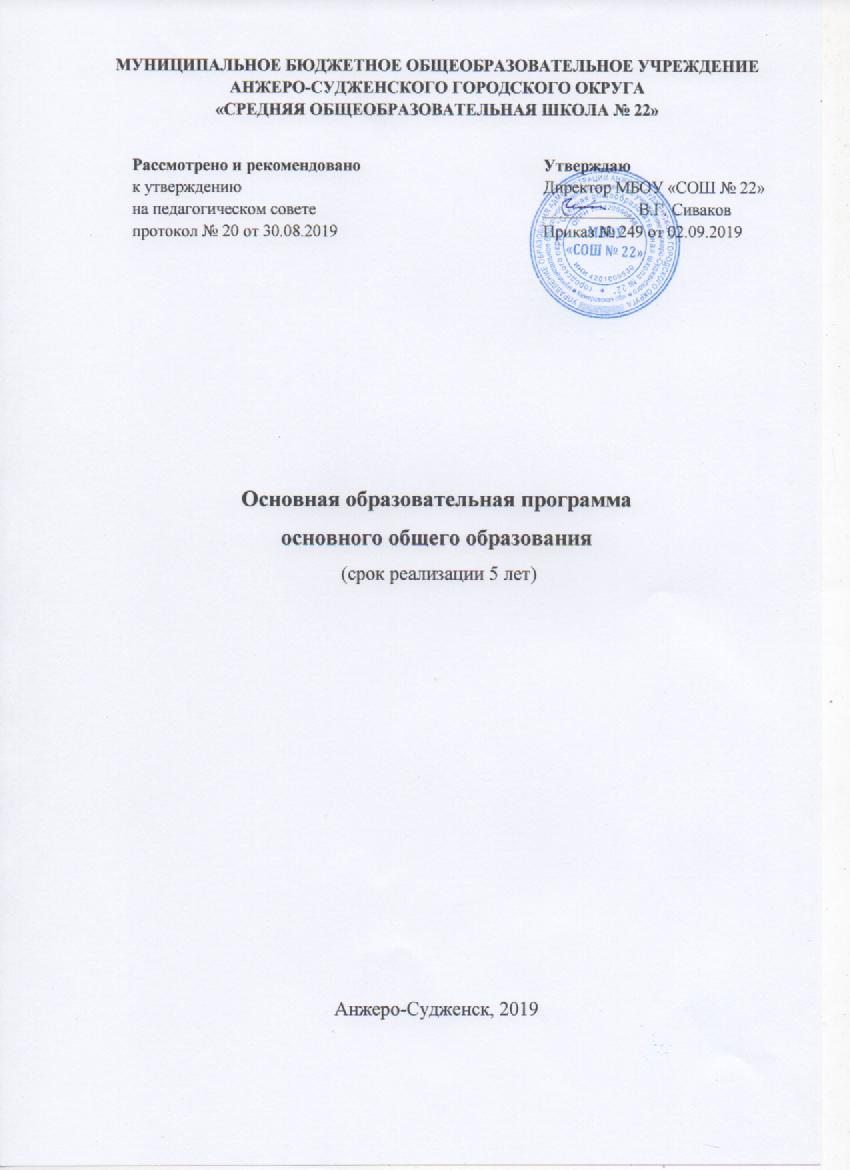 МУНИЦИПАЛЬНОЕ БЮДЖЕТНОЕ ОБЩЕОБРАЗОВАТЕЛЬНОЕ УЧРЕЖДЕНИЕ
АНЖЕРО-СУДЖЕНСКОГО ГОРОДСКОГО ОКРУГА
«СРЕДНЯЯ ОБЩЕОБРАЗОВАТЕЛЬНАЯ ШКОЛА № 22»
Рассмотрено и рекомендовано
к утверждению
на педагогическом совете
протокол № 20 от 30.08.2019
Утверждаю
Директор МБОУ «СОШ № 22»
В.Г. Сиваков
Приказ № 249 от 02.09.2019
МБОУ
«СОШ № 22»
Основная образовательная программа
основного общего образования
(срок реализации 5 лет)
Анжеро-Судженск, 2019